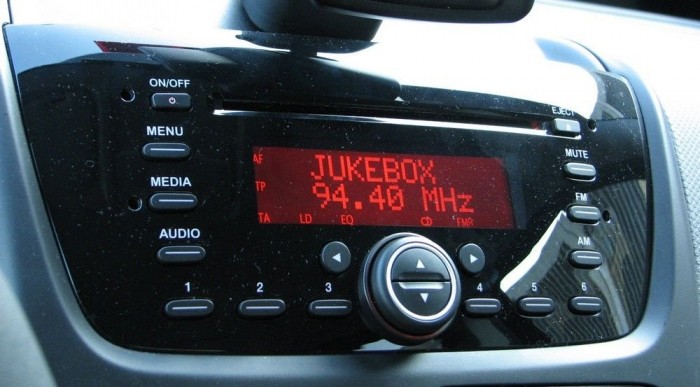 ON/OFF
EJECT
MENU
MUTE
AF
JUKEBOX
MEDIA
TP
94.40 MHz
FM
TA LD EQ CD
AUDIO
AM
1 2 3 4 5 6